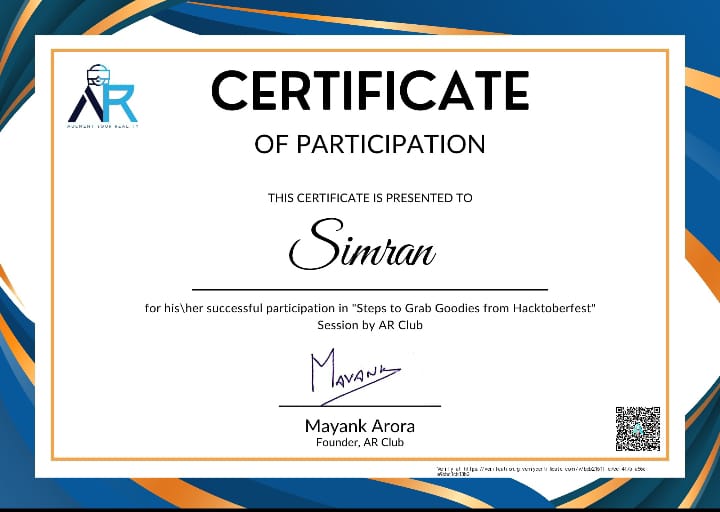 AR
AUGMENT YOUR REALITY
CERTIFICATE
OF PARTICIPATION
THIS CERTIFICATE IS PRESENTED TO
Simran
for his\her successful participation in "Steps to Grab Goodies from Hacktoberfest"
Session by AR Club
MAYANK
Mayank Arora
Founder, AR Club